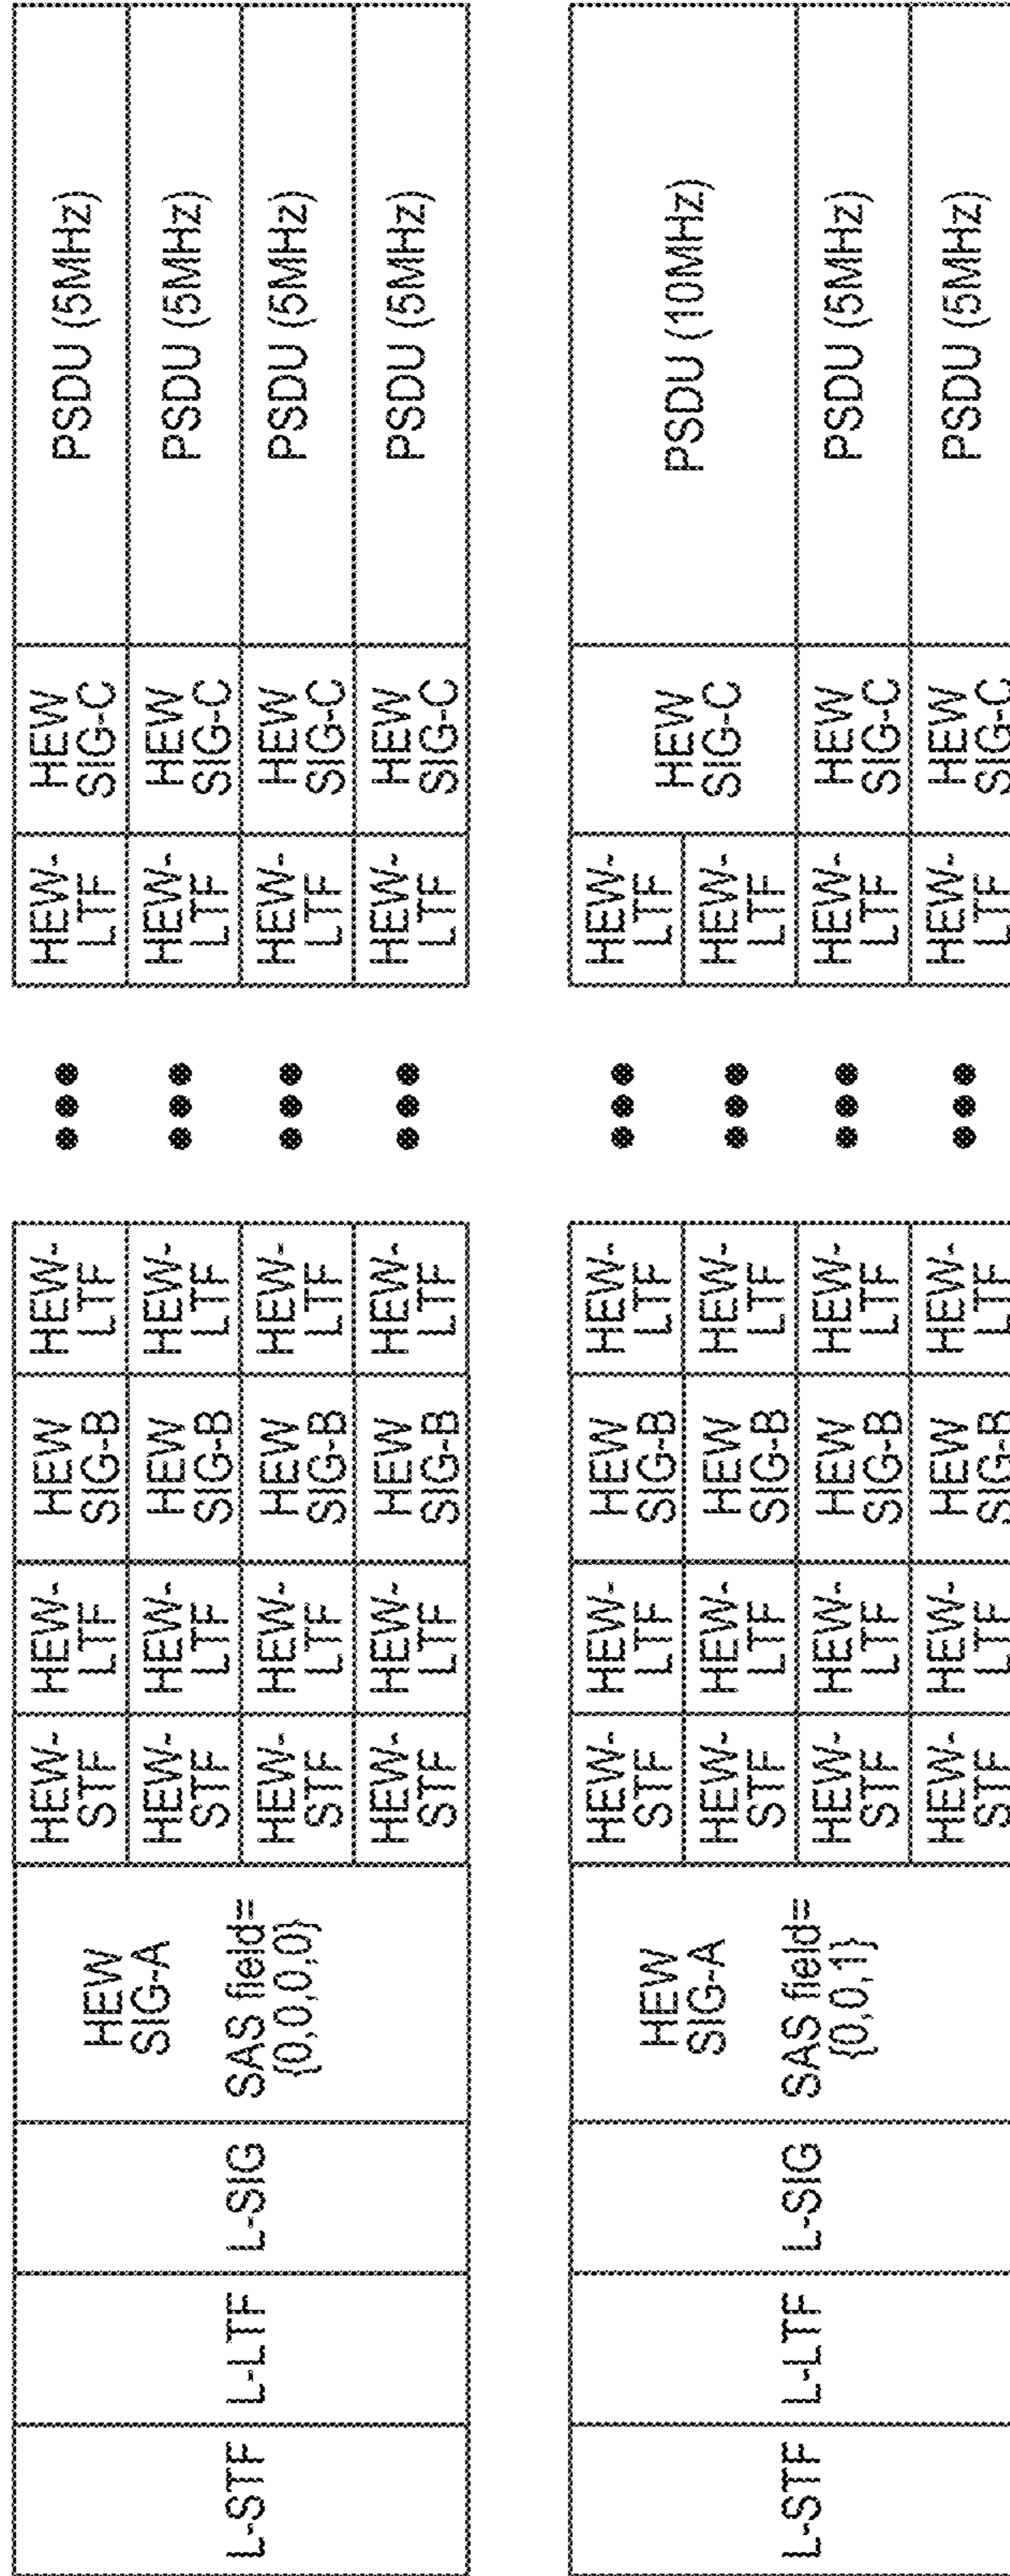 L-STF
L-LTF
L-SIG
HEW
SIG-A
SAS field=
{0,0,0,0}
HEW-
STF
HEW-
STF
HEW-
STF
HEW-
STF
HEW-
LTF
HEW-
LTF
HEW-
LTF
HEW-
LTF
HEW
SIG-B
HEW
SIG-B
HEW
SIG-B
HEW
SIG-B
HEW-
LTF
HEW-
LTF
HEW-
LTF
HEW-
LTF
HEW-
LTF
HEW-
LTF
HEW-
LTF
HEW-
LTF
HEW
SIG-C
HEW
SIG-C
HEW
SIG-C
HEW
SIG-C
PSDU (5MHz)
PSDU (5MHz)
PSDU (5MHz)
PSDU (5MHz)
L-STF
L-LTF
L-SIG
HEW
SIG-A
SAS field=
{0,0,1}
HEW-
STF
HEW-
STF
HEW-
STF
HEW-
STF
HEW-
LTF
HEW-
LTF
HEW-
LTF
HEW-
LTF
HEW
SIG-B
HEW
SIG-B
HEW
SIG-B
HEW
SIG-B
HEW-
LTF
HEW-
LTF
HEW-
LTF
HEW-
LTF
HEW-
LTF
HEW-
LTF
HEW-
LTF
HEW-
LTF
HEW
SIG-C
HEW
SIG-C
HEW
SIG-C
PSDU (10MHz)
PSDU (5MHz)
PSDU (5MHz)